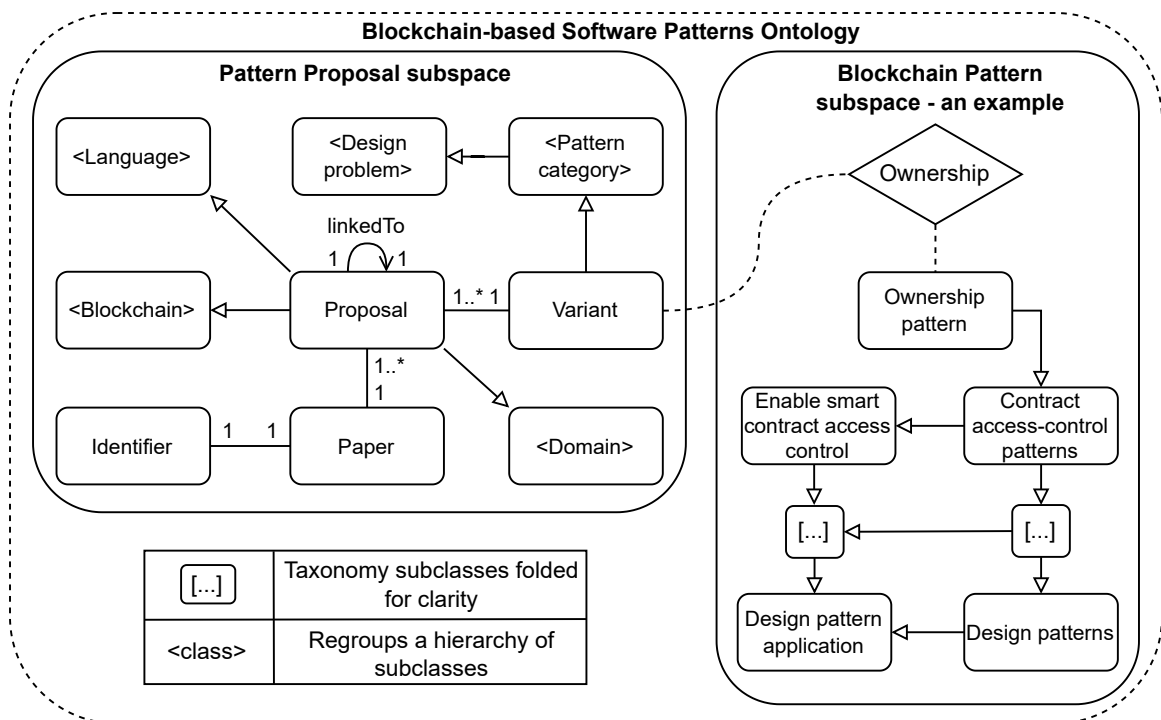 Blockchain-based Software Patterns Ontology
Pattern Proposal subspace
<Language>
<Design
problem>
<Pattern
category>
linkedTo
1
1
<Blockchain>
Proposal
1..*
1
Variant
1..*
1
Identifier
1
1
Paper
<Domain>
[...]
Taxonomy subclasses folded
for clarity
<class>
Regroups a hierarchy of
subclasses
Blockchain Pattern
subspace - an example
Ownership
Ownership
pattern
Enable smart
contract access
control
Contract
access-control
patterns
[...]
[...]
Design pattern
application
Design patterns